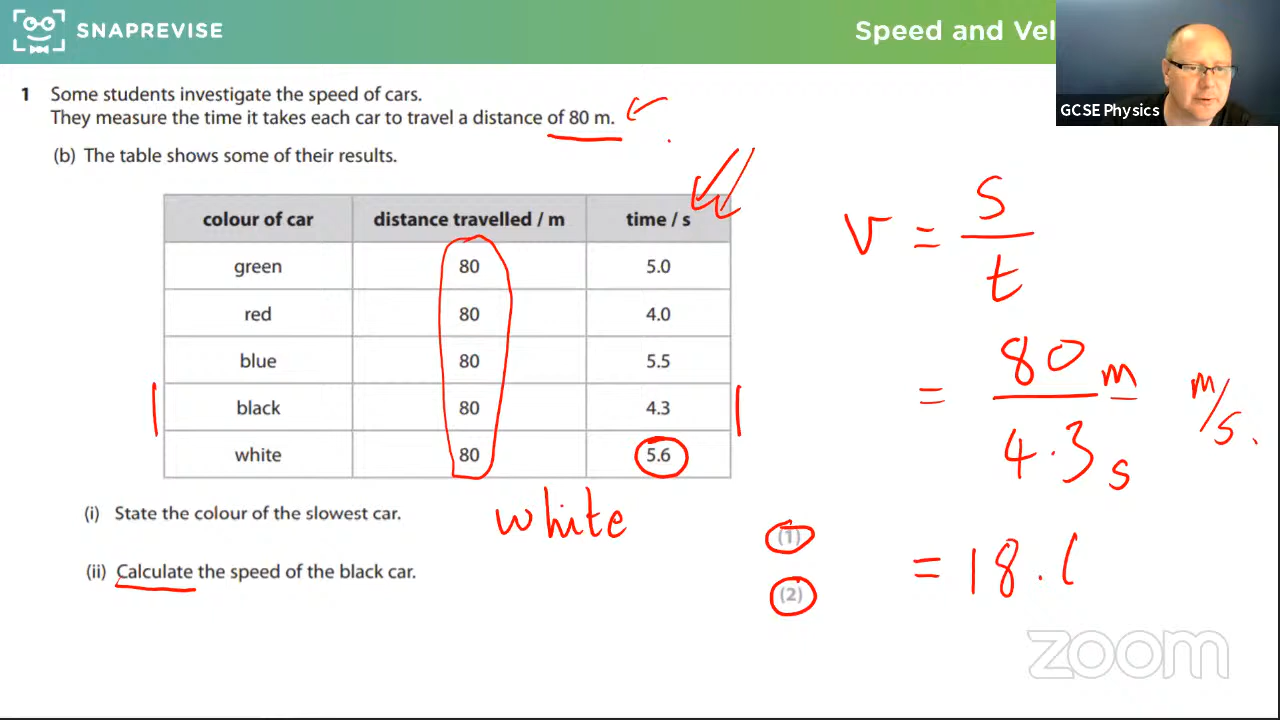 SNAPREVISE
Speed and Vel
GCSE Physics
1 Some students investigate the speed of cars.
They measure the time it takes each car to travel a distance of 80 m.
(b) The table shows some of their results.
colour of car distance travelled / m time / s
green 80 5.0
red 80 4.0
blue 80 5.5
black 80 4.3
white 80 5.6
(i) State the colour of the slowest car.
white
(1)
(ii) Calculate the speed of the black car.
(2)
v = s / t
= 80 m / 4.3 s
m/s.
= 18.
zoom